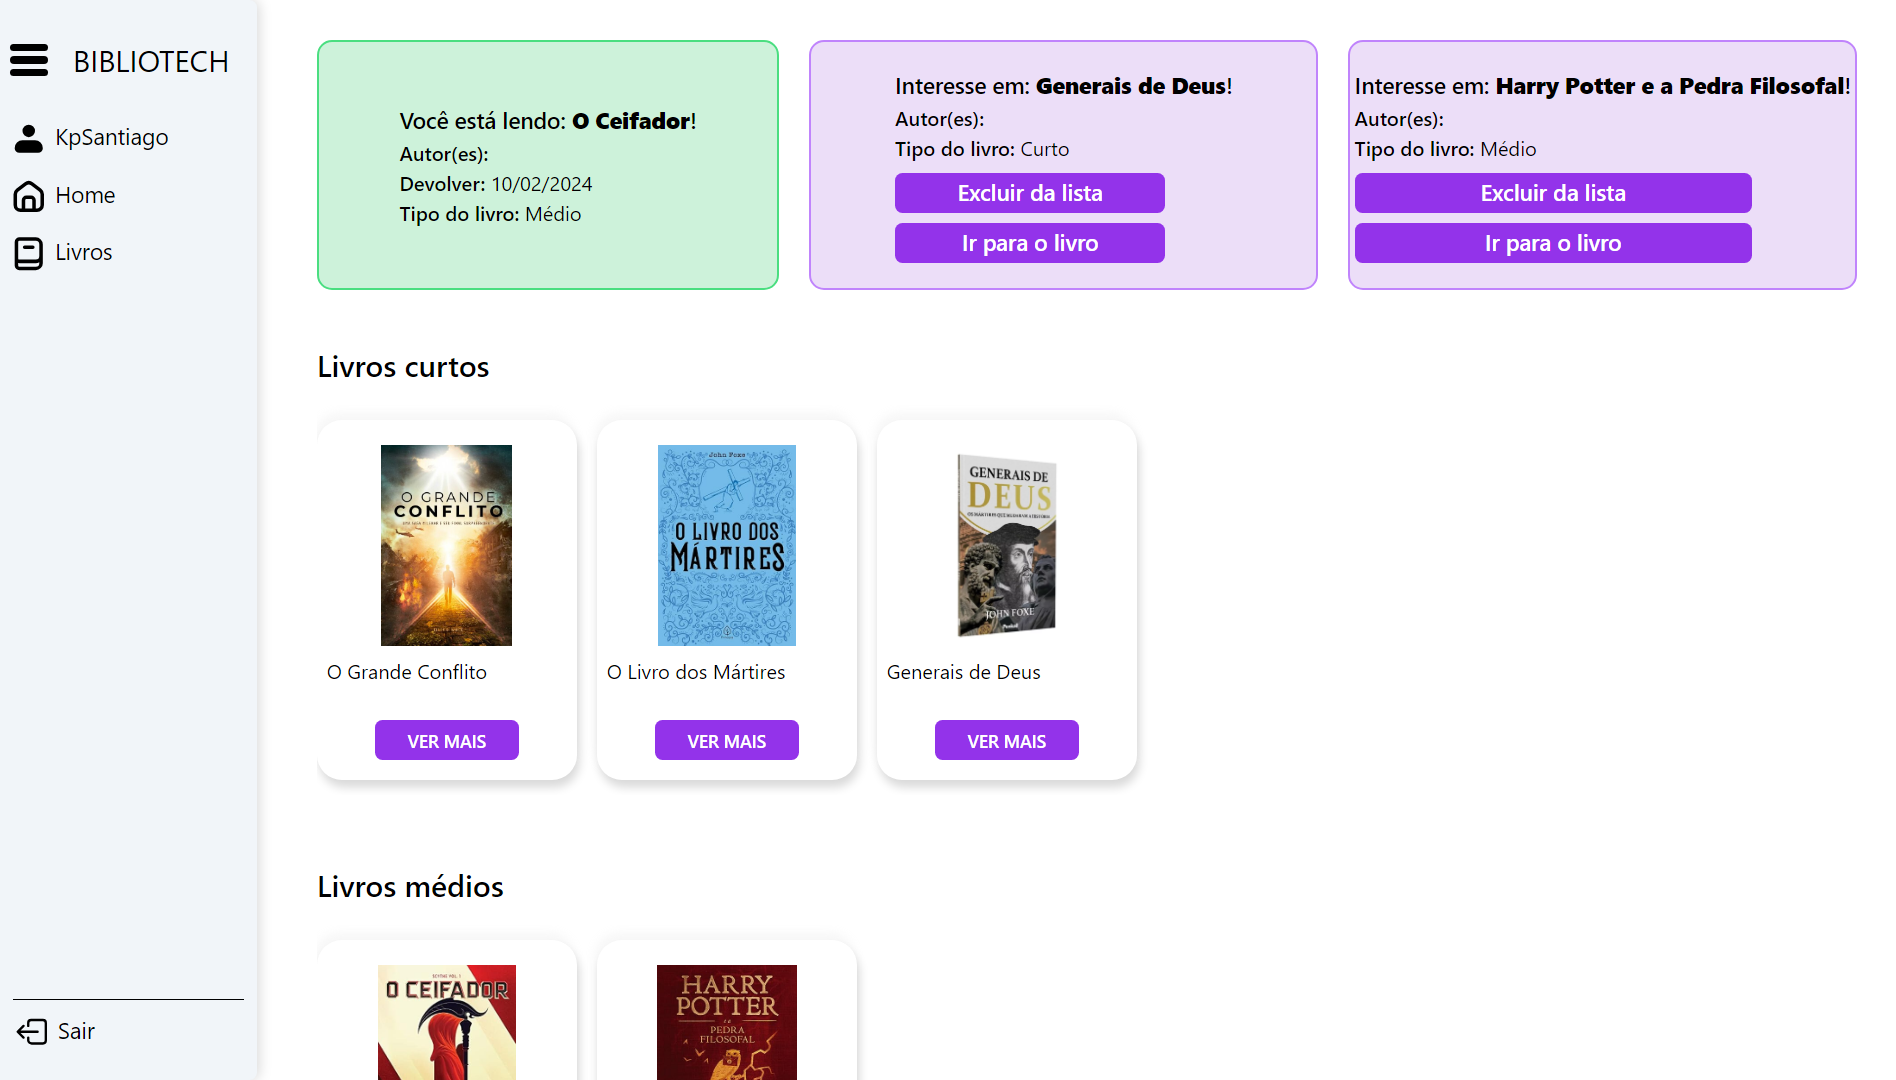 BIBLIOTECH
KpSantiago
Home
Livros
Sair
Você está lendo: O Ceifador!
Autor(es):
Devolver: 10/02/2024
Tipo do livro: Médio
Interesse em: Generais de Deus!
Autor(es):
Tipo do livro: Curto
Excluir da lista
Ir para o livro
Interesse em: Harry Potter e a Pedra Filosofal!
Autor(es):
Tipo do livro: Médio
Excluir da lista
Ir para o livro
Livros curtos
O GRANDE
CONFLITO
O Grande Conflito
VER MAIS
John Foxe
O LIVRO DOS
MÁRTIRES
O Livro dos Mártires
VER MAIS
GENERAIS DE
DEUS
JOHN FOXE
Generais de Deus
VER MAIS
Livros médios
O CEIFADOR
HARRY
POTTER
PEDRA
FILOSOFAL